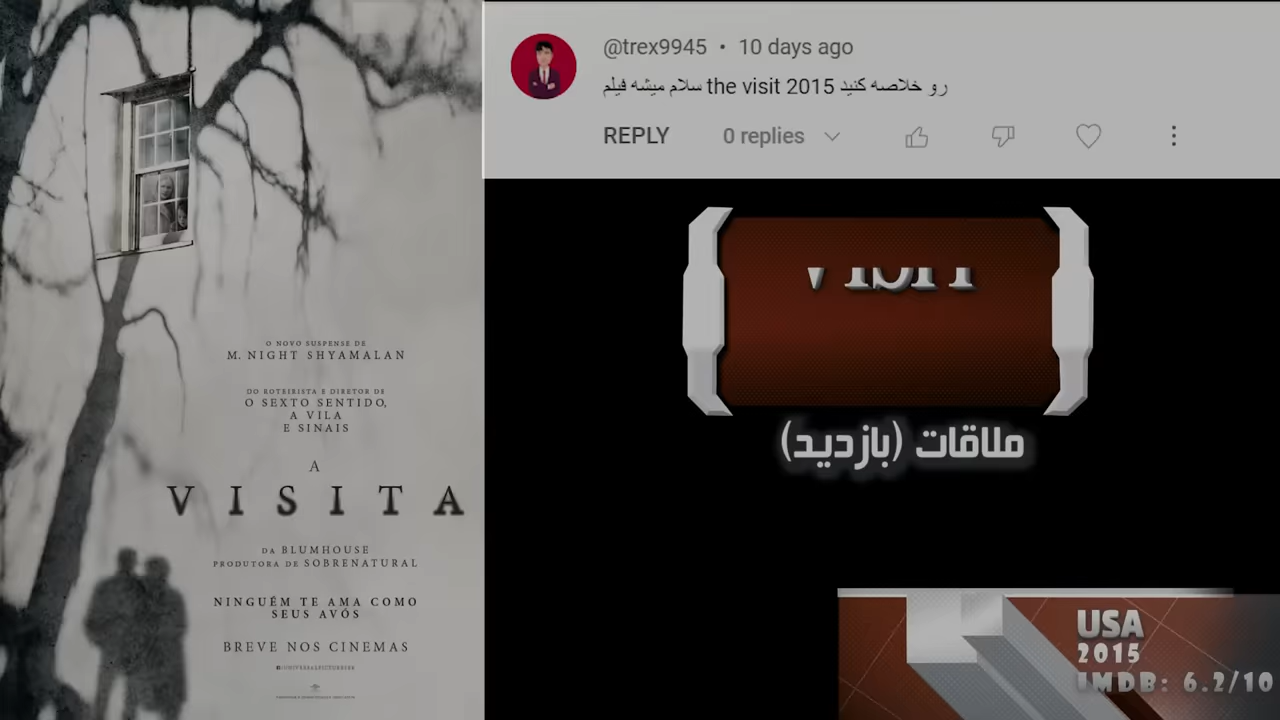 O NOVO SUSPENSE DE
M. NIGHT SHYAMALAN
DO ROTEIRISTA E DIRETOR DE
O SEXTO SENTIDO,
A VILA
E SINAIS
A
VISITA
DA BLUMHOUSE
PRODUTORA DE SOBRENATURAL
NINGUÉM TE AMA COMO
SEUS AVÓS
BREVE NOS CINEMAS
@trex9945 • 10 days ago
سلام میشه فیلم the visit 2015 رو خلاصه کنید
REPLY 0 replies
VISIT
ملاقات (بازدید)
USA
2015
IMDB: 6.2/10